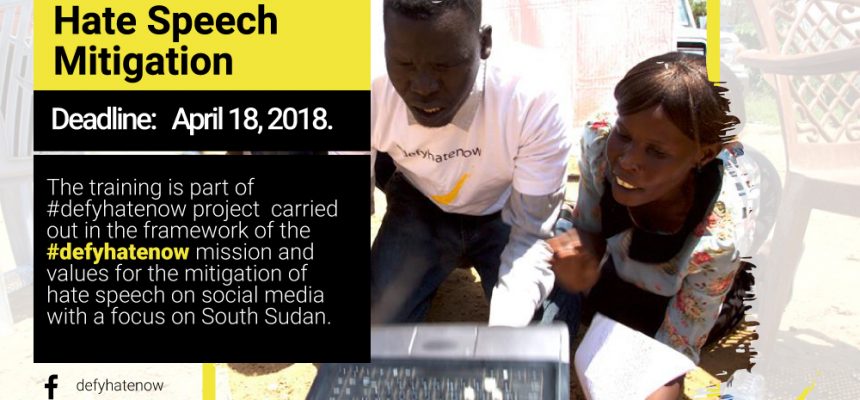 Hate Speech
Mitigation
Deadline: April 18, 2018.
The training is part of
#defyhatenow project carried
out in the framework of the
#defyhatenow mission and
values for the mitigation of
hate speech on social media
with a focus on South Sudan.
defyhatenow
defyhatenow